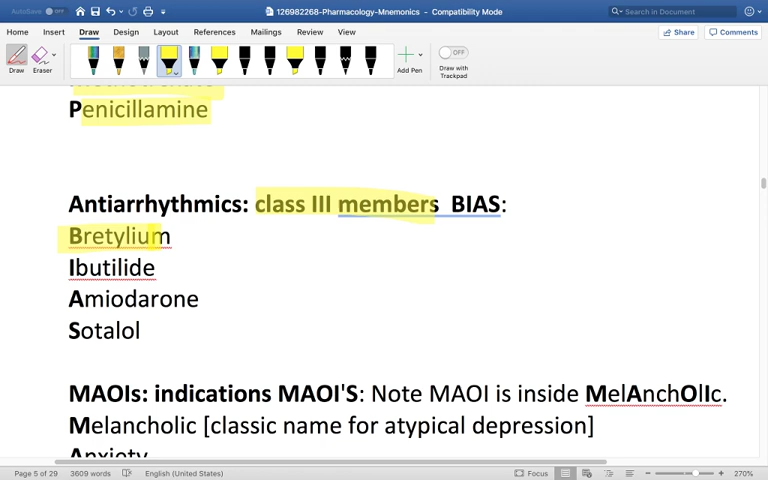 AutoSave OFF 126982268-Pharmacology-Mnemonics - Compatibility Mode Search in Document
Home Insert Draw Design Layout References Mailings Review View Share Comments
Draw Eraser Add Pen Draw with Trackpad OFF
Penicillamine
Antiarrhythmics: class III members BIAS:
Bretylium
Ibutilide
Amiodarone
Sotalol
MAOIs: indications MAOI'S: Note MAOI is inside MelAnchOlIc.
Melancholic [classic name for atypical depression]
Anxiety
Page 5 of 29 3609 words English (United States) Focus 270%